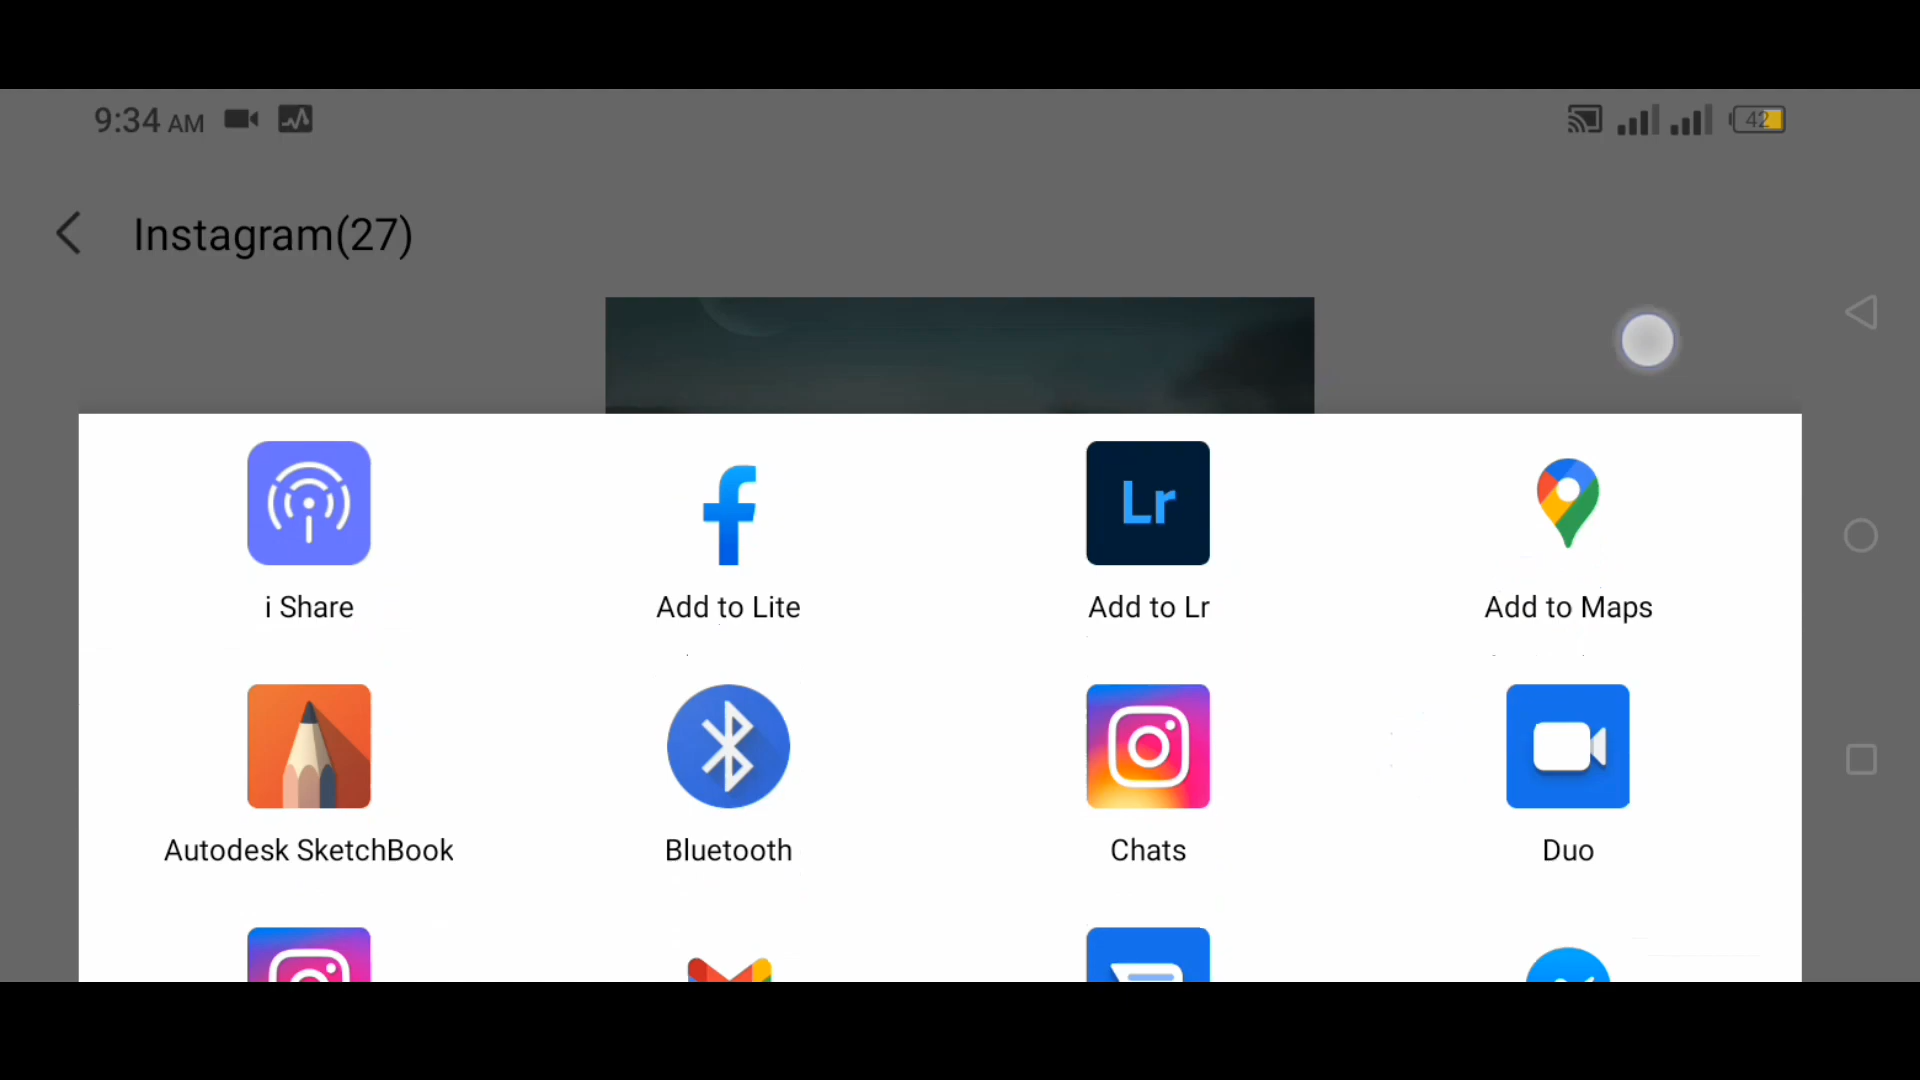 9:34 AM
42
Instagram(27)
Lr
i Share
Add to Lite
Add to Lr
Add to Maps
Autodesk SketchBook
Bluetooth
Chats
Duo